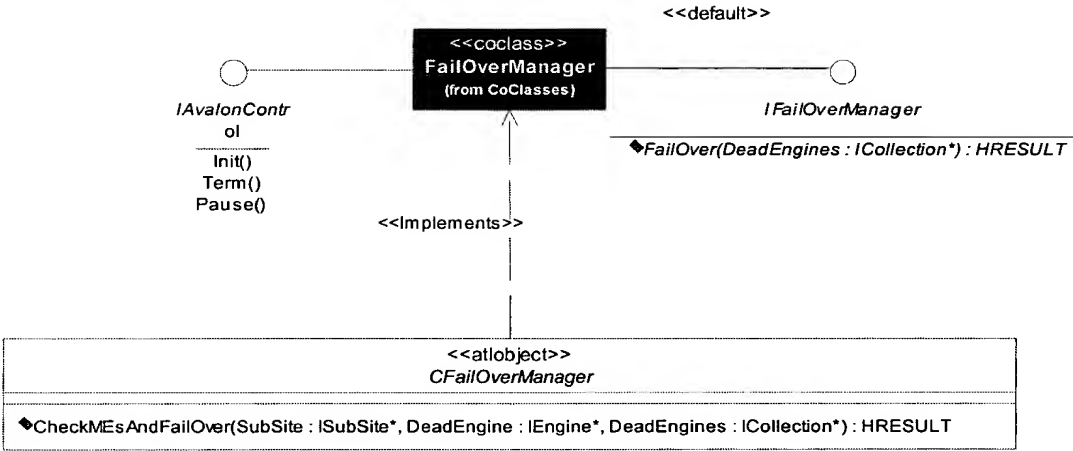 <<default>>
<<coclass>>
FailOverManager
(from CoClasses)
IAvalonContr
ol
Init()
Term()
Pause()
IFailOverManager
FailOver(DeadEngines : ICollection*) : HRESULT
<<Implements>>
<<atlobject>>
CFailOverManager
CheckMEsAndFailOver(SubSite : ISubSite*, DeadEngine : IEngine*, DeadEngines : ICollection*) : HRESULT